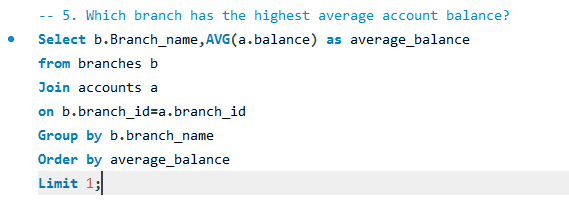 -- 5. Which branch has the highest average account balance?
Select b.Branch_name,AVG(a.balance) as average_balance
from branches b
Join accounts a
on b.branch_id=a.branch_id
Group by b.branch_name
Order by average_balance
Limit 1;